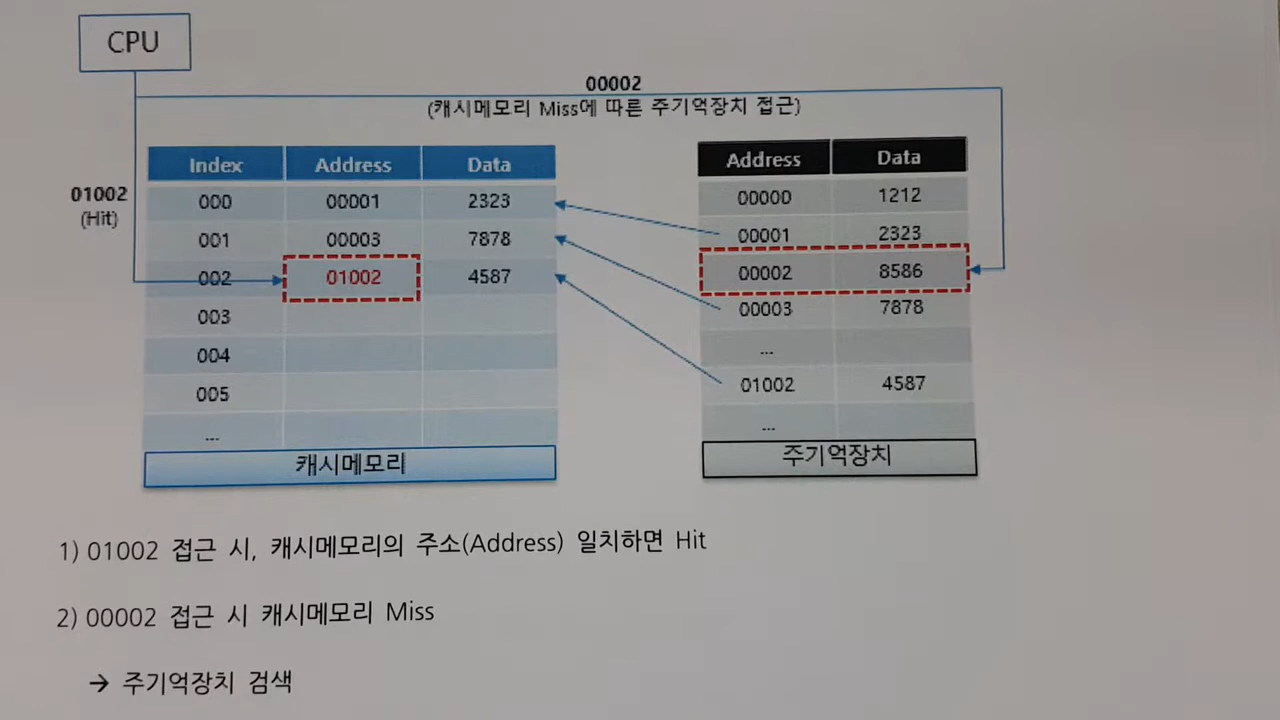 CPU
00002
(캐시메모리 Miss에 따른 주기억장치 접근)
01002
(Hit)
Index Address Data
000 00001 2323
001 00003 7878
002 01002 4587
003
004
005
...
캐시메모리
Address Data
00000 1212
00001 2323
00002 8586
00003 7878
...
01002 4587
...
주기억장치
1) 01002 접근 시, 캐시메모리의 주소(Address) 일치하면 Hit
2) 00002 접근 시 캐시메모리 Miss
→ 주기억장치 검색